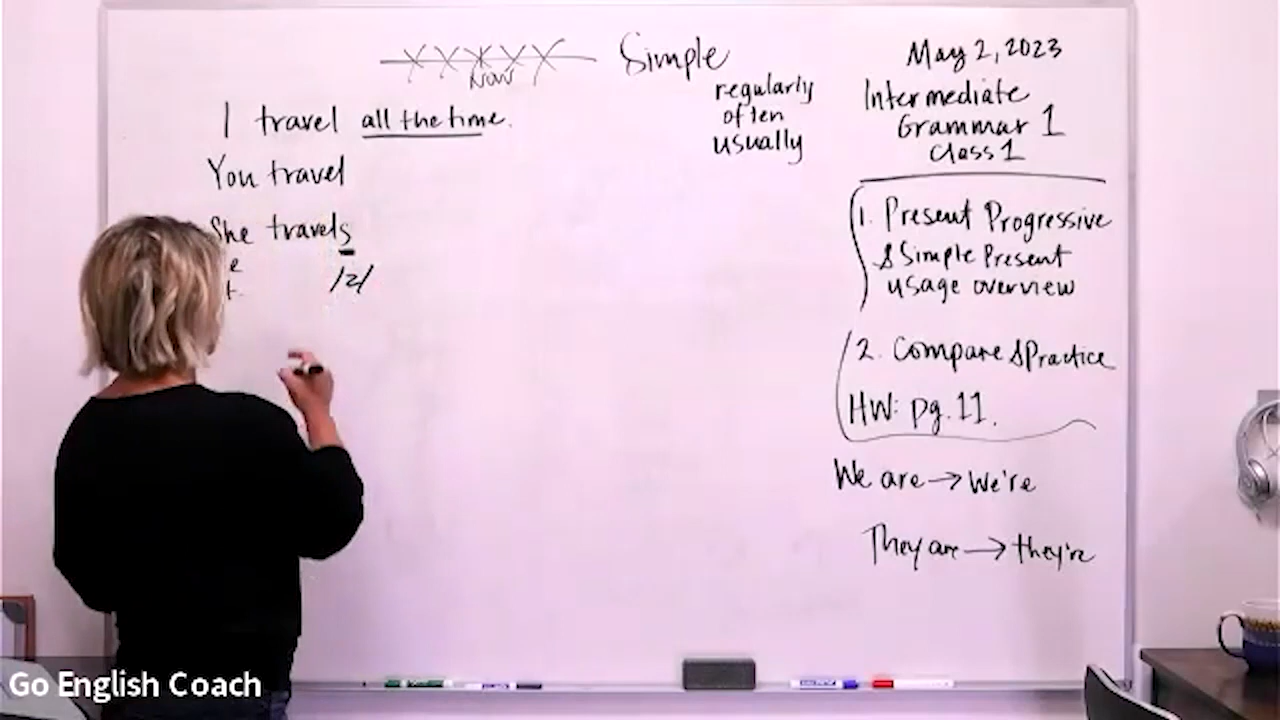 Simple
Now
regularly
often
usually
I travel all the time.
You travel
She travels
e
t.
/z/
May 2, 2023
Intermediate
Grammar 1
Class 1
1. Present Progressive
& Simple Present
usage overview
2. Compare & Practice
HW: pg. 11.
We are → We're
They are → they're
Go English Coach